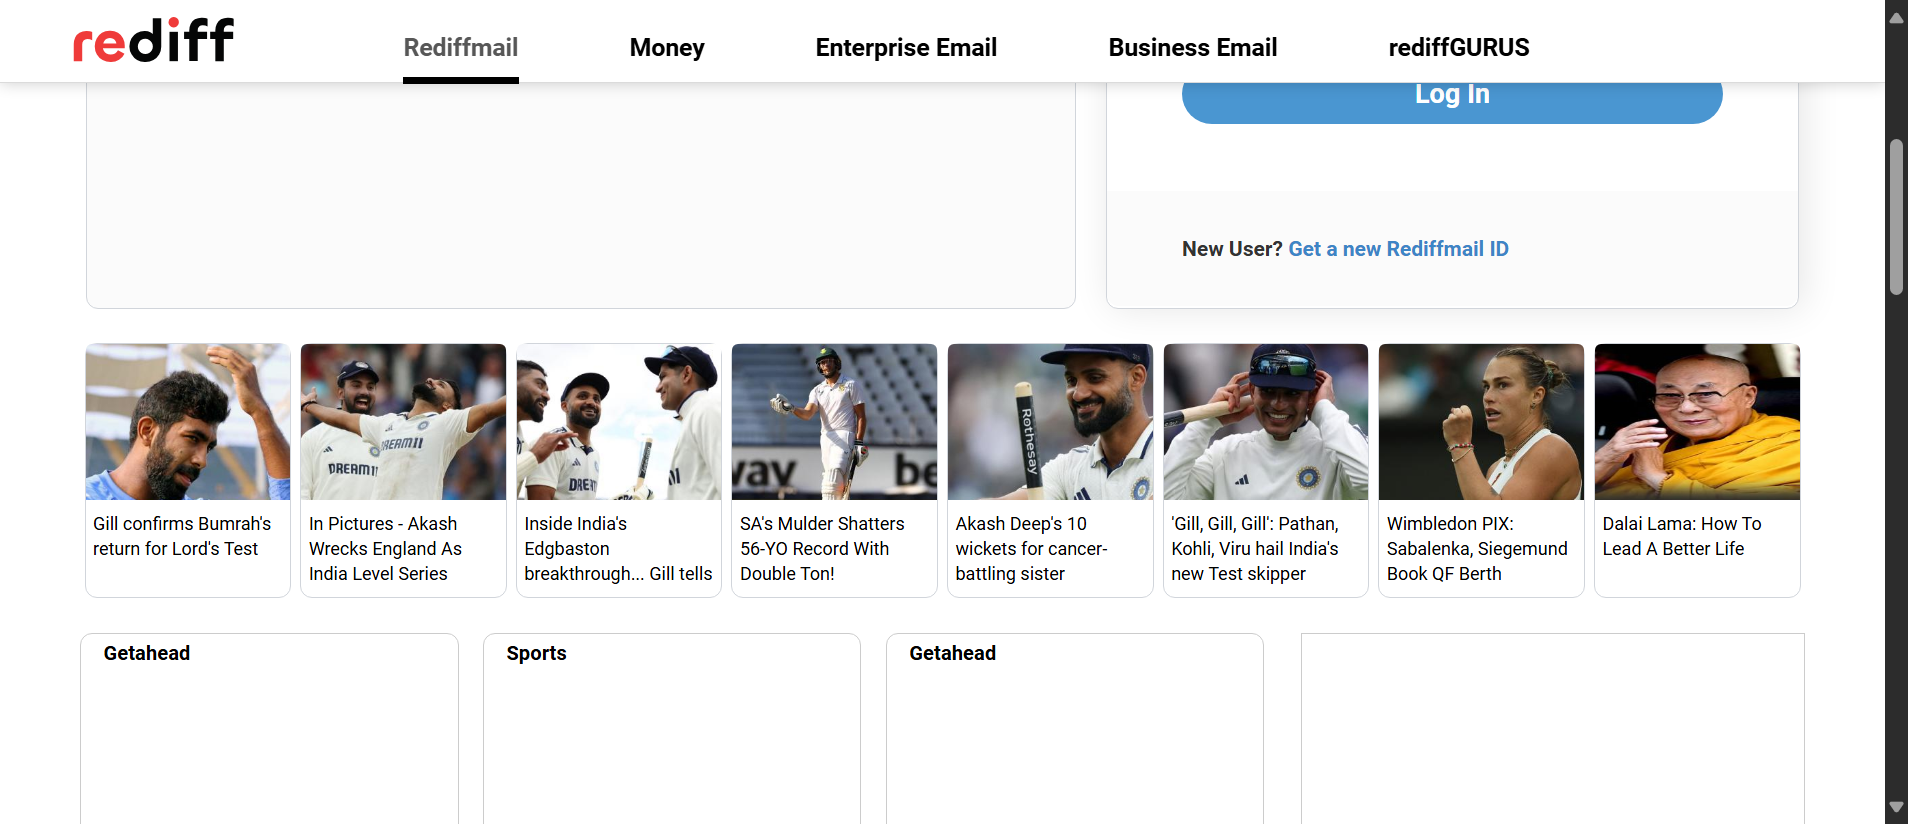 rediff
Rediffmail
Money
Enterprise Email
Business Email
rediffGURUS
Log In
New User? Get a new Rediffmail ID
DREAM11
DREAM11
DREAM
way
be
Rothesay
Gill confirms Bumrah's
return for Lord's Test
In Pictures - Akash
Wrecks England As
India Level Series
Inside India's
Edgbaston
breakthrough... Gill tells
SA's Mulder Shatters
56-YO Record With
Double Ton!
Akash Deep's 10
wickets for cancer-
battling sister
'Gill, Gill, Gill': Pathan,
Kohli, Viru hail India's
new Test skipper
Wimbledon PIX:
Sabalenka, Siegemund
Book QF Berth
Dalai Lama: How To
Lead A Better Life
Getahead
Sports
Getahead